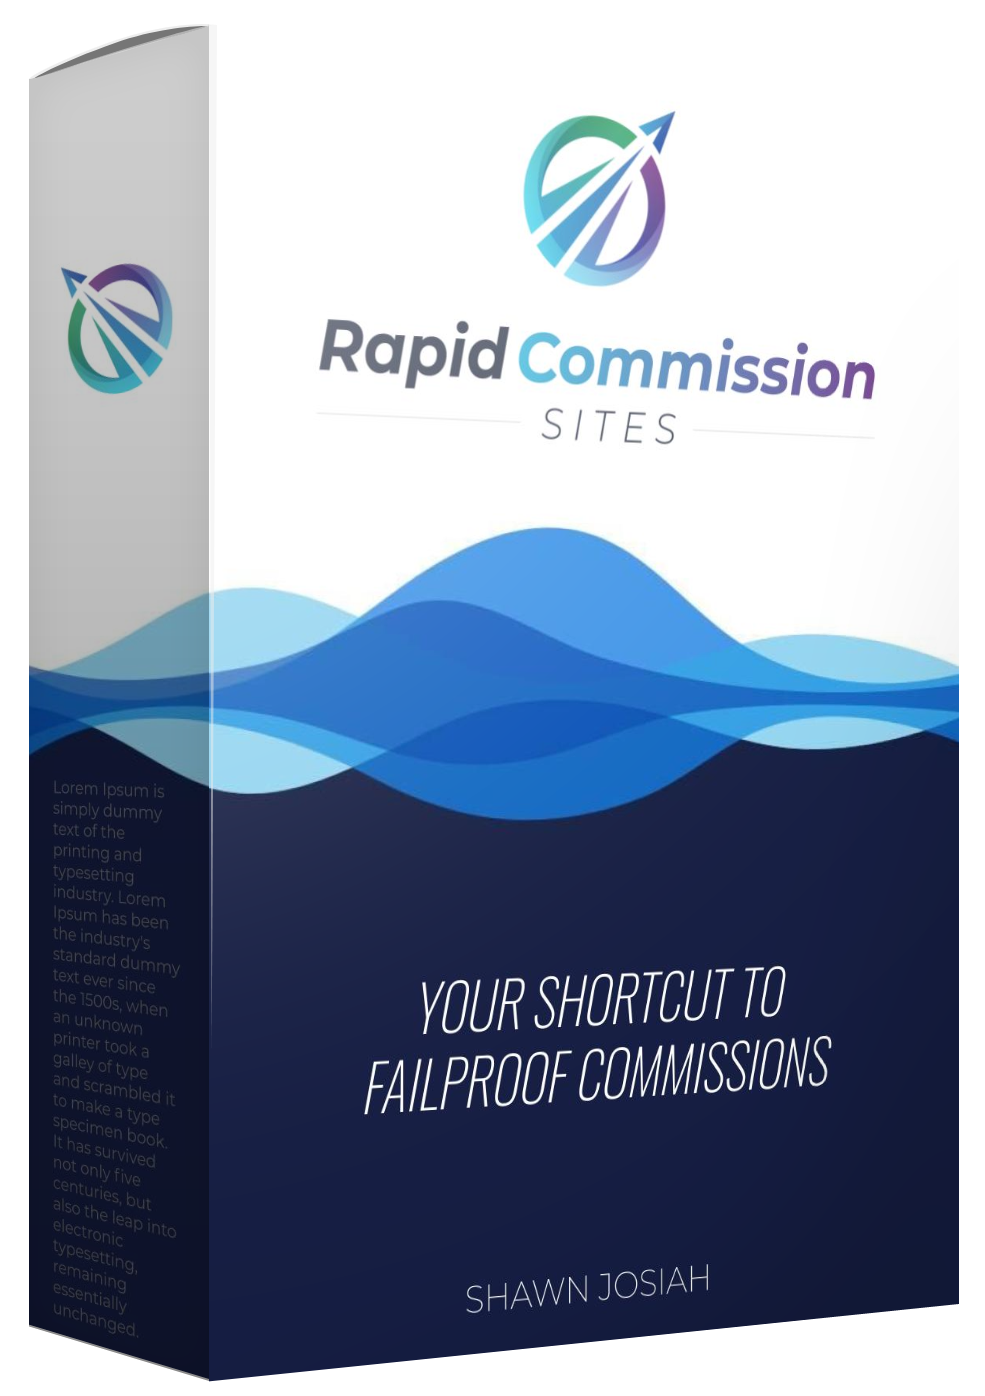 Rapid Commission
SITES
YOUR SHORTCUT TO
FAILPROOF COMMISSIONS
SHAWN JOSIAH
Lorem Ipsum is
simply dummy
text of the
printing and
typesetting
industry. Lorem
Ipsum has been
the industry's
standard dummy
text ever since
the 1500s, when
an unknown
printer took a
galley of type
and scrambled it
to make a type
specimen book.
It has survived
not only five
centuries, but
also the leap into
electronic
typesetting,
remaining
essentially
unchanged.